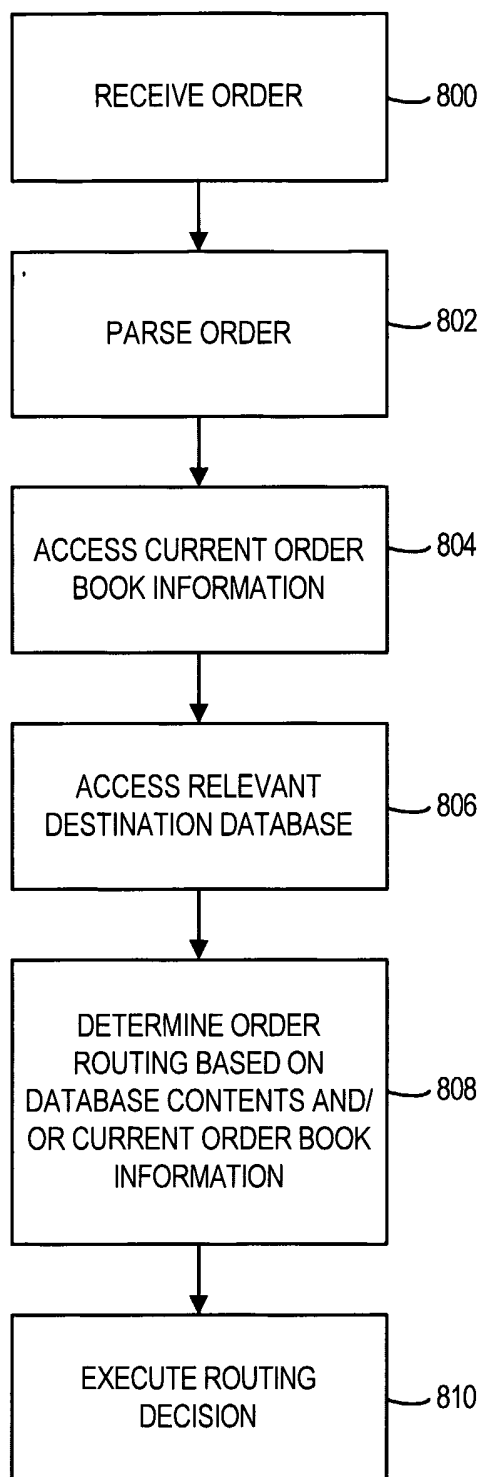 RECEIVE ORDER
800
PARSE ORDER
802
ACCESS CURRENT ORDER
BOOK INFORMATION
804
ACCESS RELEVANT
DESTINATION DATABASE
806
DETERMINE ORDER
ROUTING BASED ON
DATABASE CONTENTS AND/
OR CURRENT ORDER BOOK
INFORMATION
808
EXECUTE ROUTING
DECISION
810